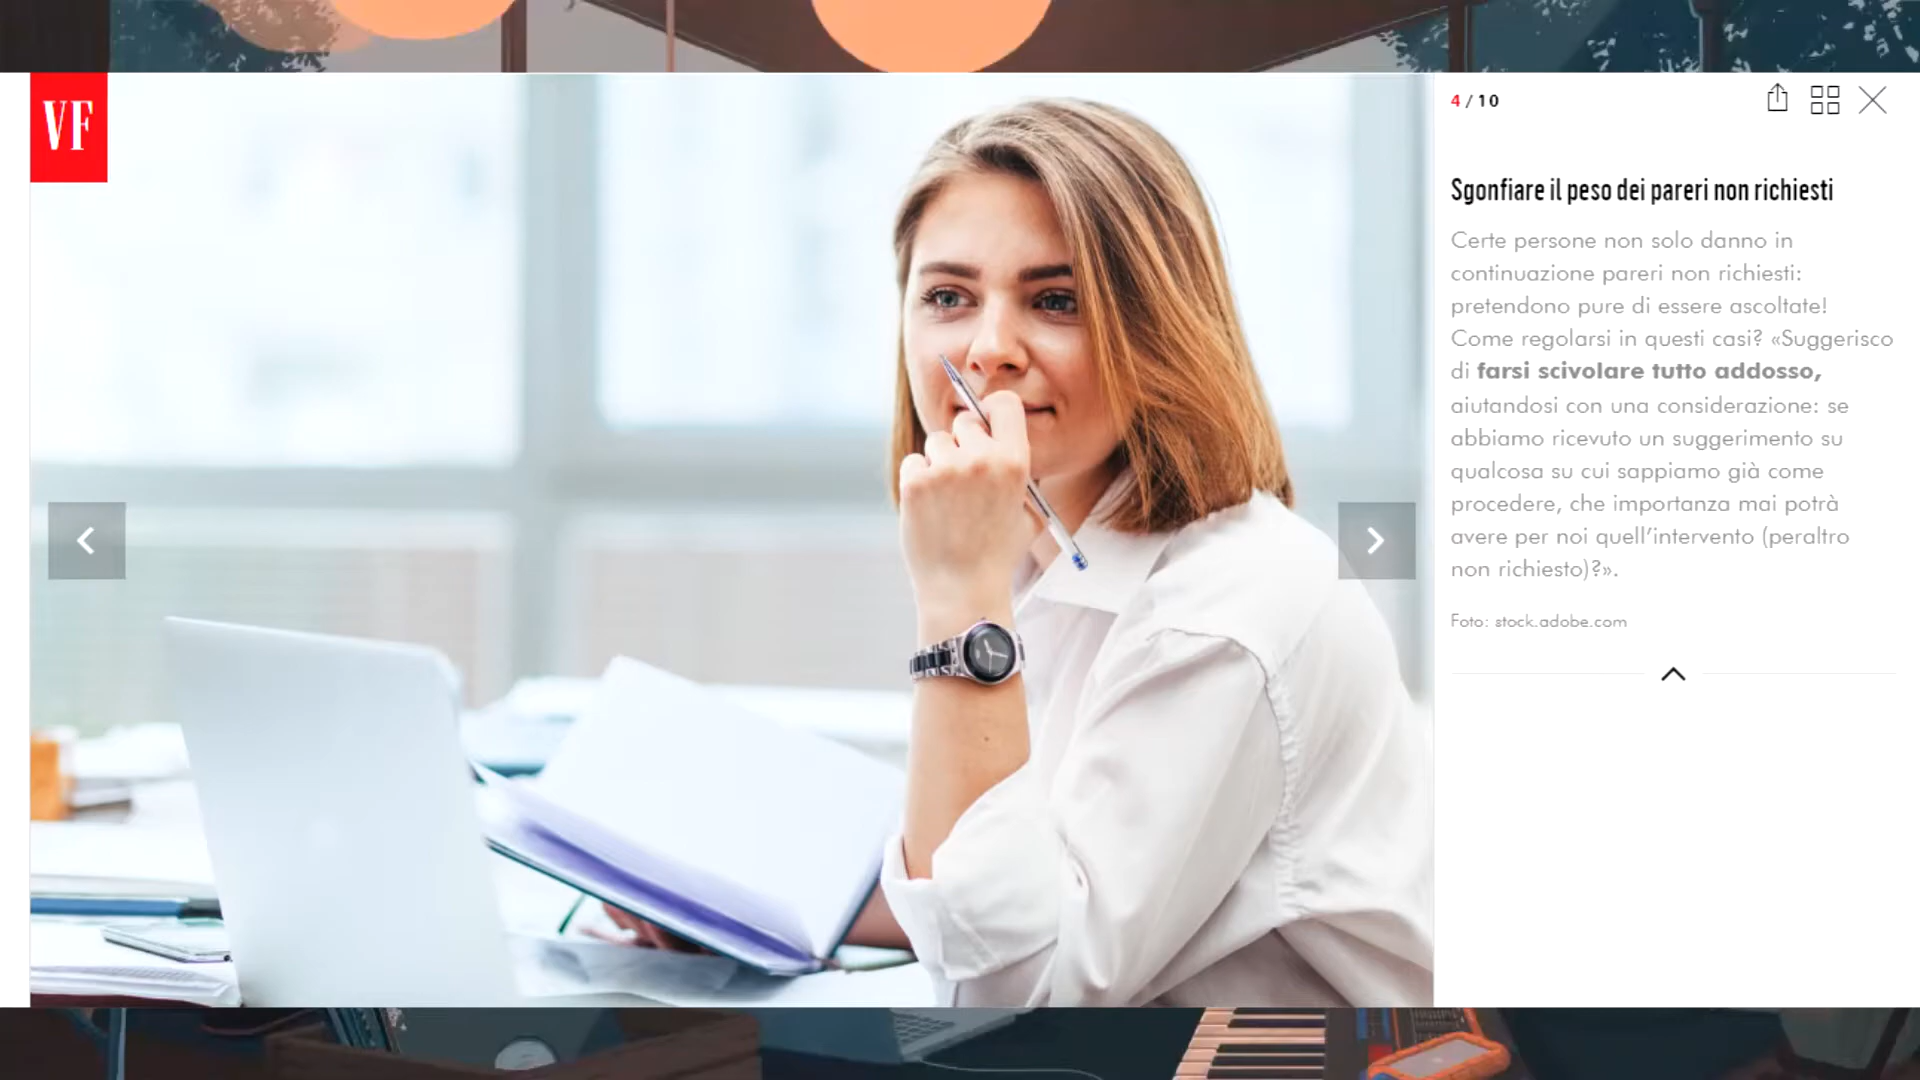 VF
4 / 10
Sgonfiare il peso dei pareri non richiesti
Certe persone non solo danno in
continuazione pareri non richiesti:
pretendono pure di essere ascoltate!
Come regolarsi in questi casi? «Suggerisco
di farsi scivolare tutto addosso,
aiutandosi con una considerazione: se
abbiamo ricevuto un suggerimento su
qualcosa su cui sappiamo già come
procedere, che importanza mai potrà
avere per noi quell’intervento (peraltro
non richiesto)?».
Foto: stock.adobe.com